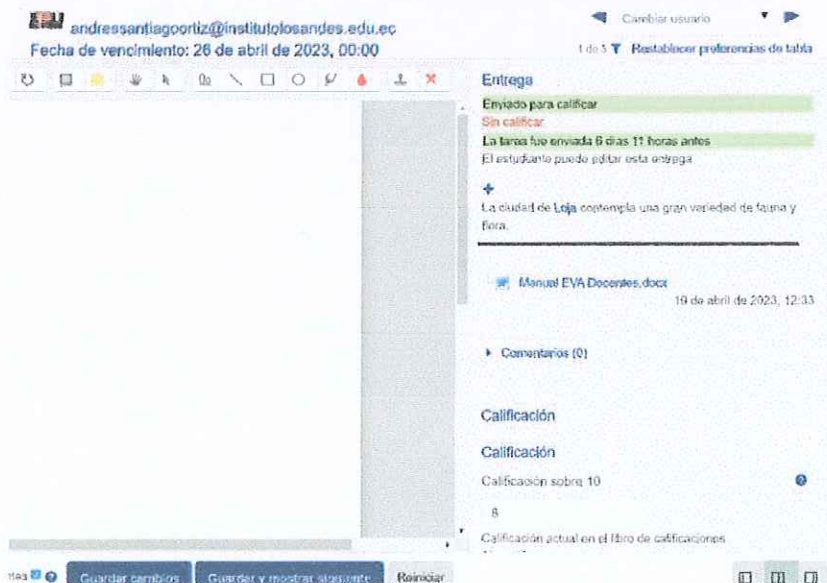 andressantiagoortiz@institutolosandes.edu.ec
Fecha de vencimiento: 26 de abril de 2023, 00:00
Cambiar usuario
1 de 5 Restablecer preferencias de tabla
Entrega
Enviado para calificar
Sin calificar
La tarea fue enviada 6 días 11 horas antes
El estudiante puede editar esta entrega
La ciudad de Loja contempla una gran variedad de fauna y
flora.
Manual EVA Docentes.docx
19 de abril de 2023, 12:33
Comentarios (0)
Calificación
Calificación
Calificación sobre 10
8
Calificación actual en el libro de calificaciones
Guardar cambios
Guardar y mostrar siguiente
Reiniciar